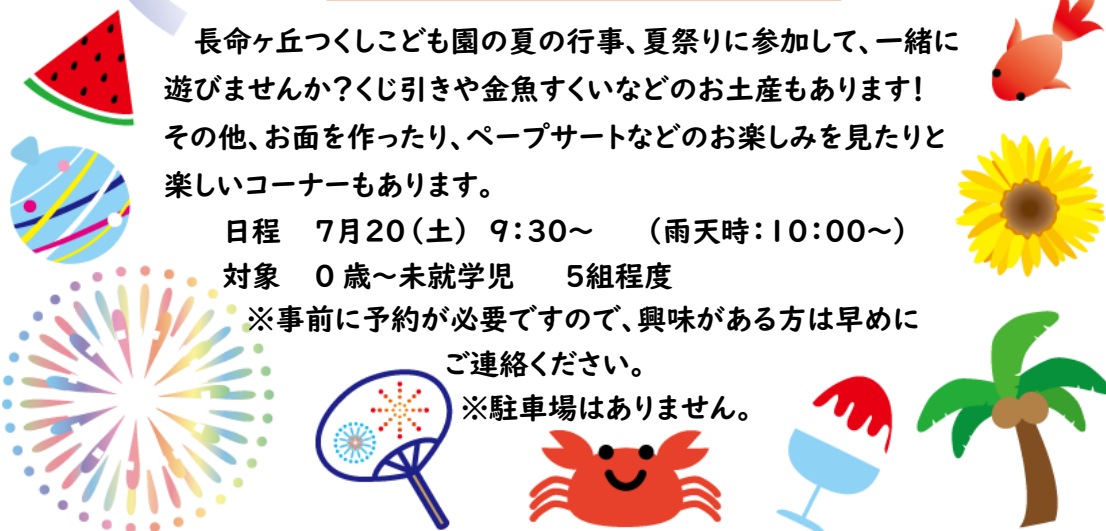 長命ヶ丘つくしこども園の夏の行事、夏祭りに参加して、一緒に
遊びませんか?くじ引きや金魚すくいなどのお土産もあります!
その他、お面を作ったり、ペープサートなどのお楽しみを見たりと
楽しいコーナーもあります。
日程　7月20(土)　9:30～　(雨天時:10:00～)
対象　0歳～未就学児　5組程度
※事前に予約が必要ですので、興味がある方は早めに
ご連絡ください。
※駐車場はありません。